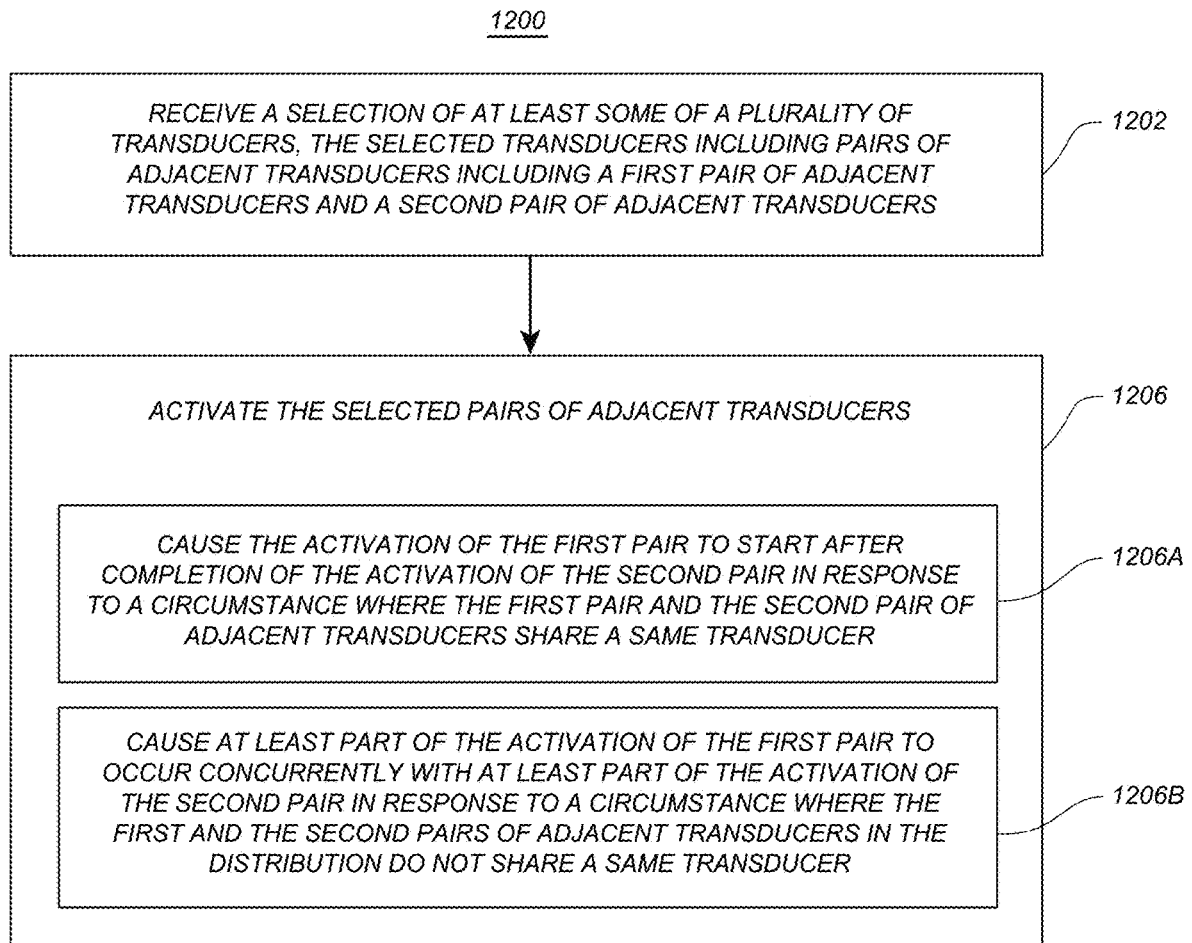 1200
RECEIVE A SELECTION OF AT LEAST SOME OF A PLURALITY OF
TRANSDUCERS, THE SELECTED TRANSDUCERS INCLUDING PAIRS OF
ADJACENT TRANSDUCERS INCLUDING A FIRST PAIR OF ADJACENT
TRANSDUCERS AND A SECOND PAIR OF ADJACENT TRANSDUCERS
1202
ACTIVATE THE SELECTED PAIRS OF ADJACENT TRANSDUCERS
1206
CAUSE THE ACTIVATION OF THE FIRST PAIR TO START AFTER
COMPLETION OF THE ACTIVATION OF THE SECOND PAIR IN RESPONSE
TO A CIRCUMSTANCE WHERE THE FIRST PAIR AND THE SECOND PAIR OF
ADJACENT TRANSDUCERS SHARE A SAME TRANSDUCER
1206A
CAUSE AT LEAST PART OF THE ACTIVATION OF THE FIRST PAIR TO
OCCUR CONCURRENTLY WITH AT LEAST PART OF THE ACTIVATION OF
THE SECOND PAIR IN RESPONSE TO A CIRCUMSTANCE WHERE THE
FIRST AND THE SECOND PAIRS OF ADJACENT TRANSDUCERS IN THE
DISTRIBUTION DO NOT SHARE A SAME TRANSDUCER
1206B